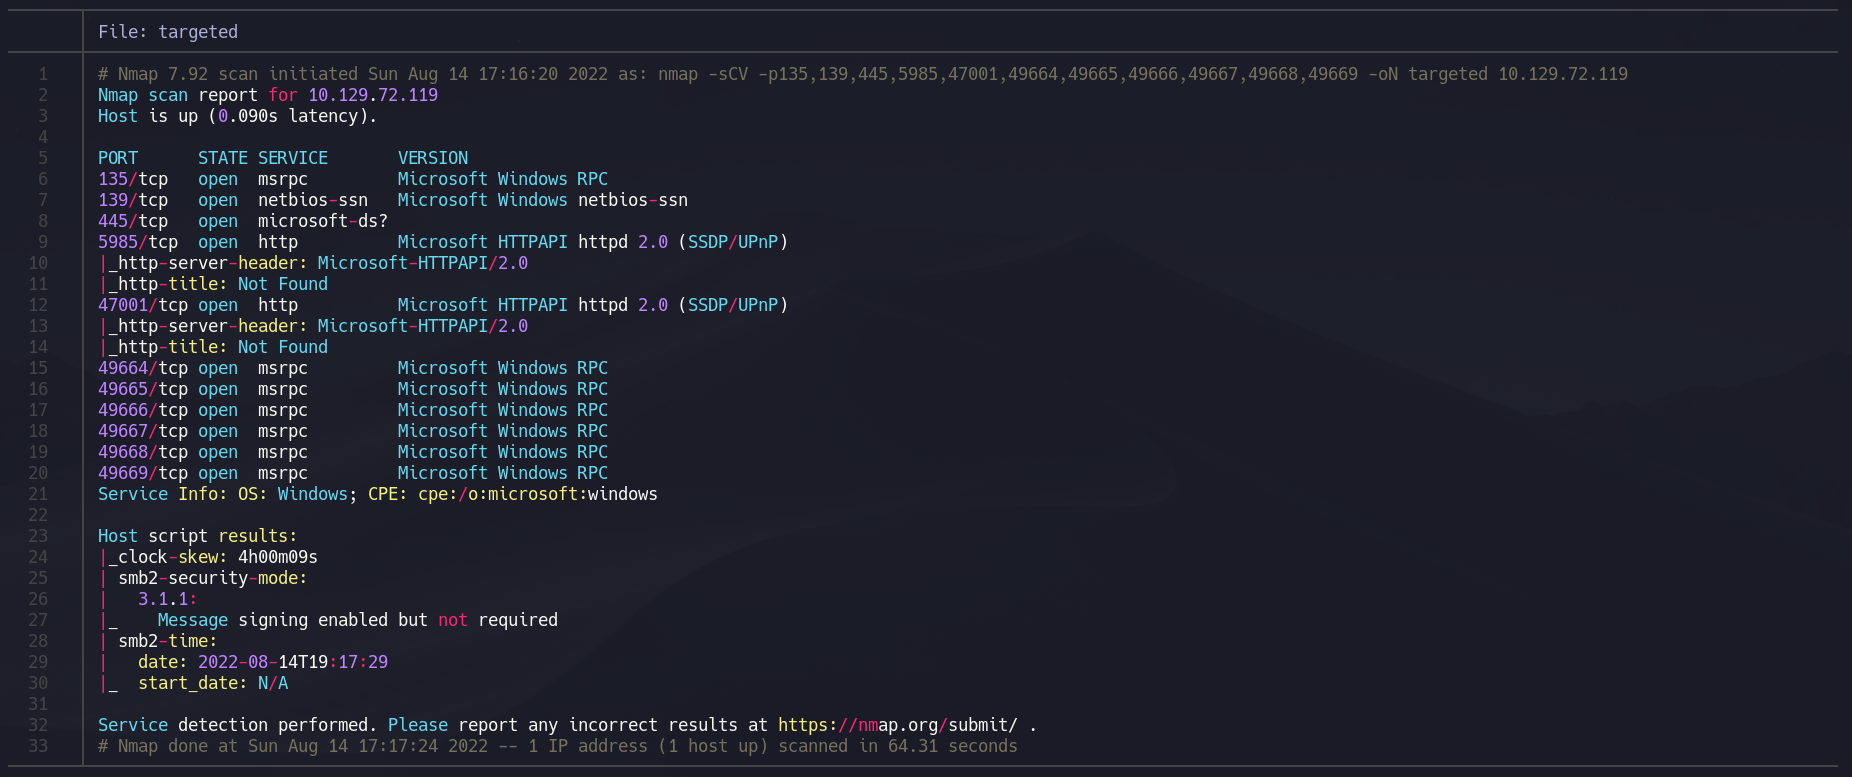 File: targeted
1 # Nmap 7.92 scan initiated Sun Aug 14 17:16:20 2022 as: nmap -sCV -p135,139,445,5985,47001,49664,49665,49666,49667,49668,49669 -oN targeted 10.129.72.119
2 Nmap scan report for 10.129.72.119
3 Host is up (0.090s latency).
4
5 PORT      STATE SERVICE       VERSION
6 135/tcp   open  msrpc         Microsoft Windows RPC
7 139/tcp   open  netbios-ssn   Microsoft Windows netbios-ssn
8 445/tcp   open  microsoft-ds?
9 5985/tcp  open  http          Microsoft HTTPAPI httpd 2.0 (SSDP/UPnP)
10 |_http-server-header: Microsoft-HTTPAPI/2.0
11 |_http-title: Not Found
12 47001/tcp open  http          Microsoft HTTPAPI httpd 2.0 (SSDP/UPnP)
13 |_http-server-header: Microsoft-HTTPAPI/2.0
14 |_http-title: Not Found
15 49664/tcp open  msrpc         Microsoft Windows RPC
16 49665/tcp open  msrpc         Microsoft Windows RPC
17 49666/tcp open  msrpc         Microsoft Windows RPC
18 49667/tcp open  msrpc         Microsoft Windows RPC
19 49668/tcp open  msrpc         Microsoft Windows RPC
20 49669/tcp open  msrpc         Microsoft Windows RPC
21 Service Info: OS: Windows; CPE: cpe:/o:microsoft:windows
22
23 Host script results:
24 |_clock-skew: 4h00m09s
25 | smb2-security-mode:
26 |   3.1.1:
27 |_    Message signing enabled but not required
28 | smb2-time:
29 |   date: 2022-08-14T19:17:29
30 |_  start_date: N/A
31
32 Service detection performed. Please report any incorrect results at https://nmap.org/submit/ .
33 # Nmap done at Sun Aug 14 17:17:24 2022 -- 1 IP address (1 host up) scanned in 64.31 seconds